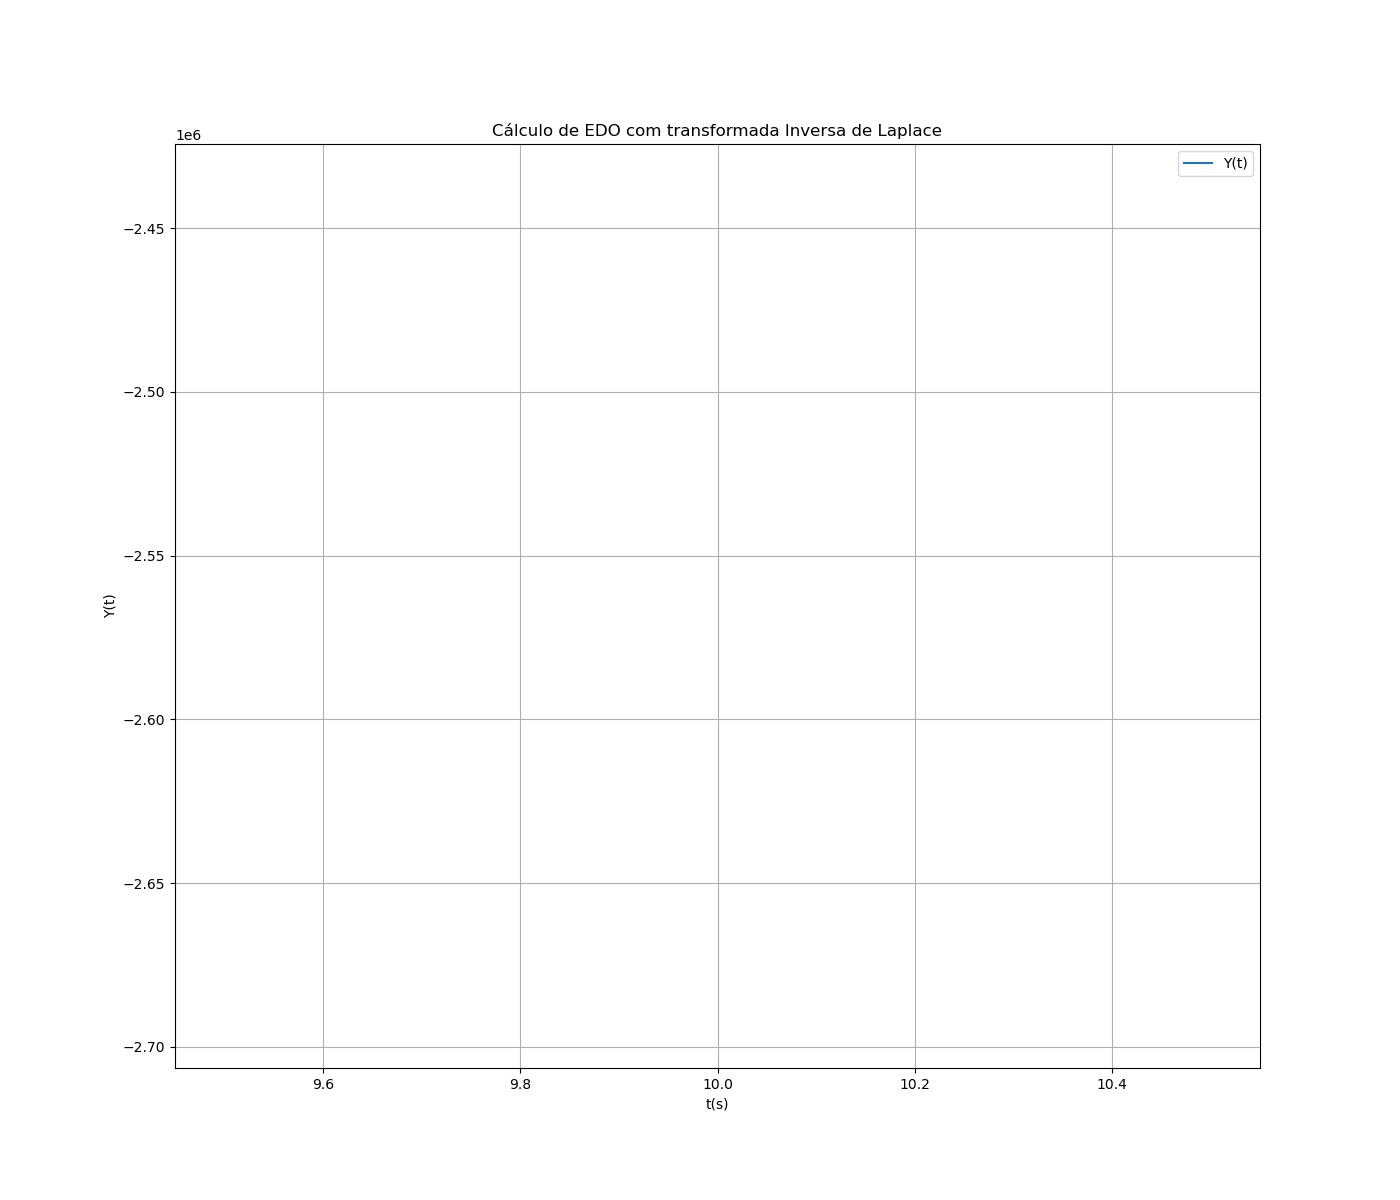 Cálculo de EDO com transformada Inversa de Laplace
1e6
Y(t)
−2.45
−2.50
−2.55
−2.60
−2.65
−2.70
Y(t)
9.6 9.8 10.0 10.2 10.4
t(s)